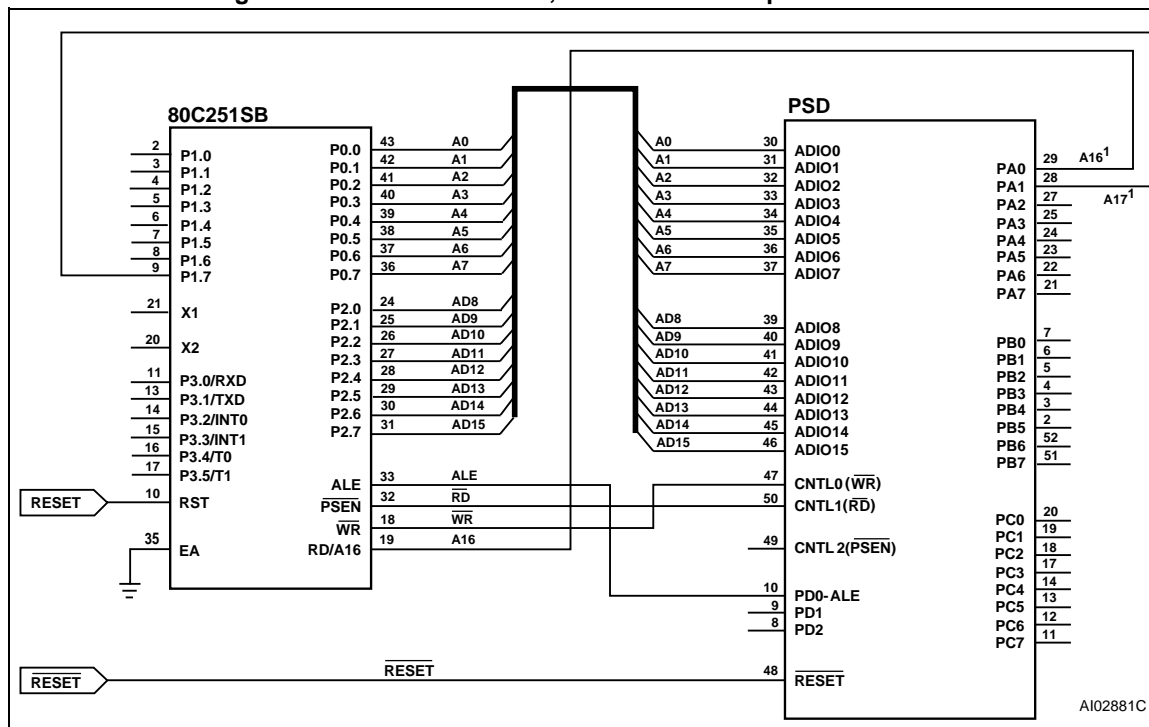 80C251SB
2 P1.0
3 P1.1
4 P1.2
5 P1.3
6 P1.4
7 P1.5
8 P1.6
9 P1.7
21 X1
20 X2
11 P3.0/RXD
13 P3.1/TXD
14 P3.2/INT0
15 P3.3/INT1
16 P3.4/T0
17 P3.5/T1
RESET
10 RST
35 EA
P0.0 43 A0
P0.1 42 A1
P0.2 41 A2
P0.3 40 A3
P0.4 39 A4
P0.5 38 A5
P0.6 37 A6
P0.7 36 A7
P2.0 24 AD8
P2.1 25 AD9
P2.2 26 AD10
P2.3 27 AD11
P2.4 28 AD12
P2.5 29 AD13
P2.6 30 AD14
P2.7 31 AD15
ALE 33 ALE
PSEN 32 RD
WR 18 WR
RD/A16 19 A16
PSD
A0 30 ADIO0
A1 31 ADIO1
A2 32 ADIO2
A3 33 ADIO3
A4 34 ADIO4
A5 35 ADIO5
A6 36 ADIO6
A7 37 ADIO7
AD8 39 ADIO8
AD9 40 ADIO9
AD10 41 ADIO10
AD11 42 ADIO11
AD12 43 ADIO12
AD13 44 ADIO13
AD14 45 ADIO14
AD15 46 ADIO15
47 CNTL0 (WR)
50 CNTL1(RD)
49 CNTL 2(PSEN)
10 PD0-ALE
9 PD1
8 PD2
RESET RESET 48 RESET
PA0 29 A16¹
PA1 28 A17¹
PA2 27
PA3 25
PA4 24
PA5 23
PA6 22
PA7 21
PB0 7
PB1 6
PB2 5
PB3 4
PB4 3
PB5 2
PB6 52
PB7 51
PC0 20
PC1 19
PC2 18
PC3 17
PC4 14
PC5 13
PC6 12
PC7 11
AI02881C